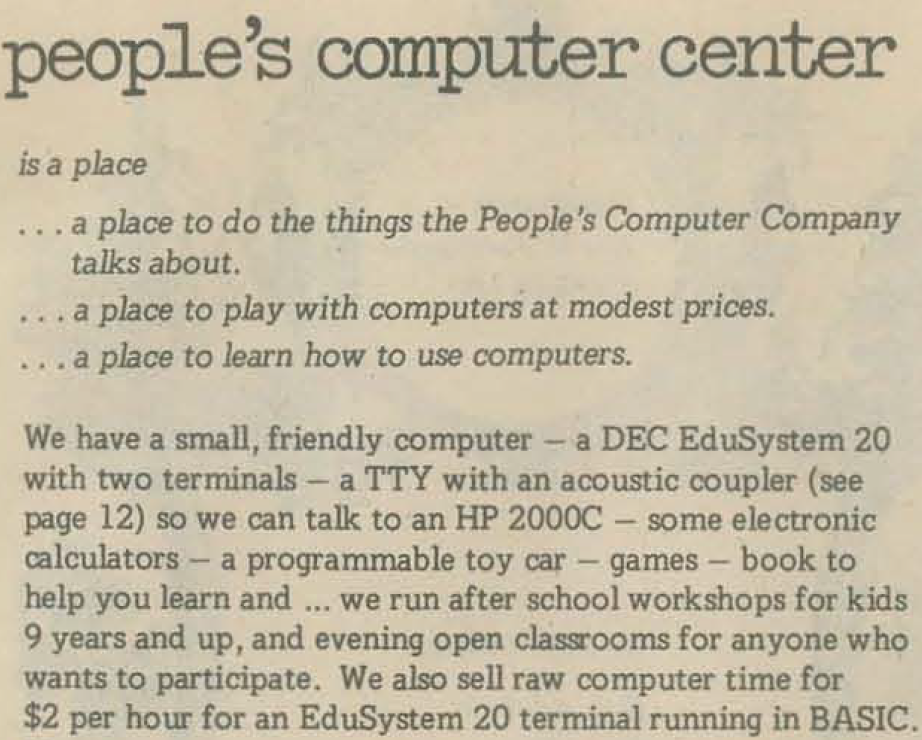 people's computer center
is a place
... a place to do the things the People's Computer Company
talks about.
... a place to play with computers at modest prices.
... a place to learn how to use computers.
We have a small, friendly computer – a DEC EduSystem 20
with two terminals – a TTY with an acoustic coupler (see
page 12) so we can talk to an HP 2000C – some electronic
calculators – a programmable toy car – games – book to
help you learn and ... we run after school workshops for kids
9 years and up, and evening open classrooms for anyone who
wants to participate. We also sell raw computer time for
$2 per hour for an EduSystem 20 terminal running in BASIC.